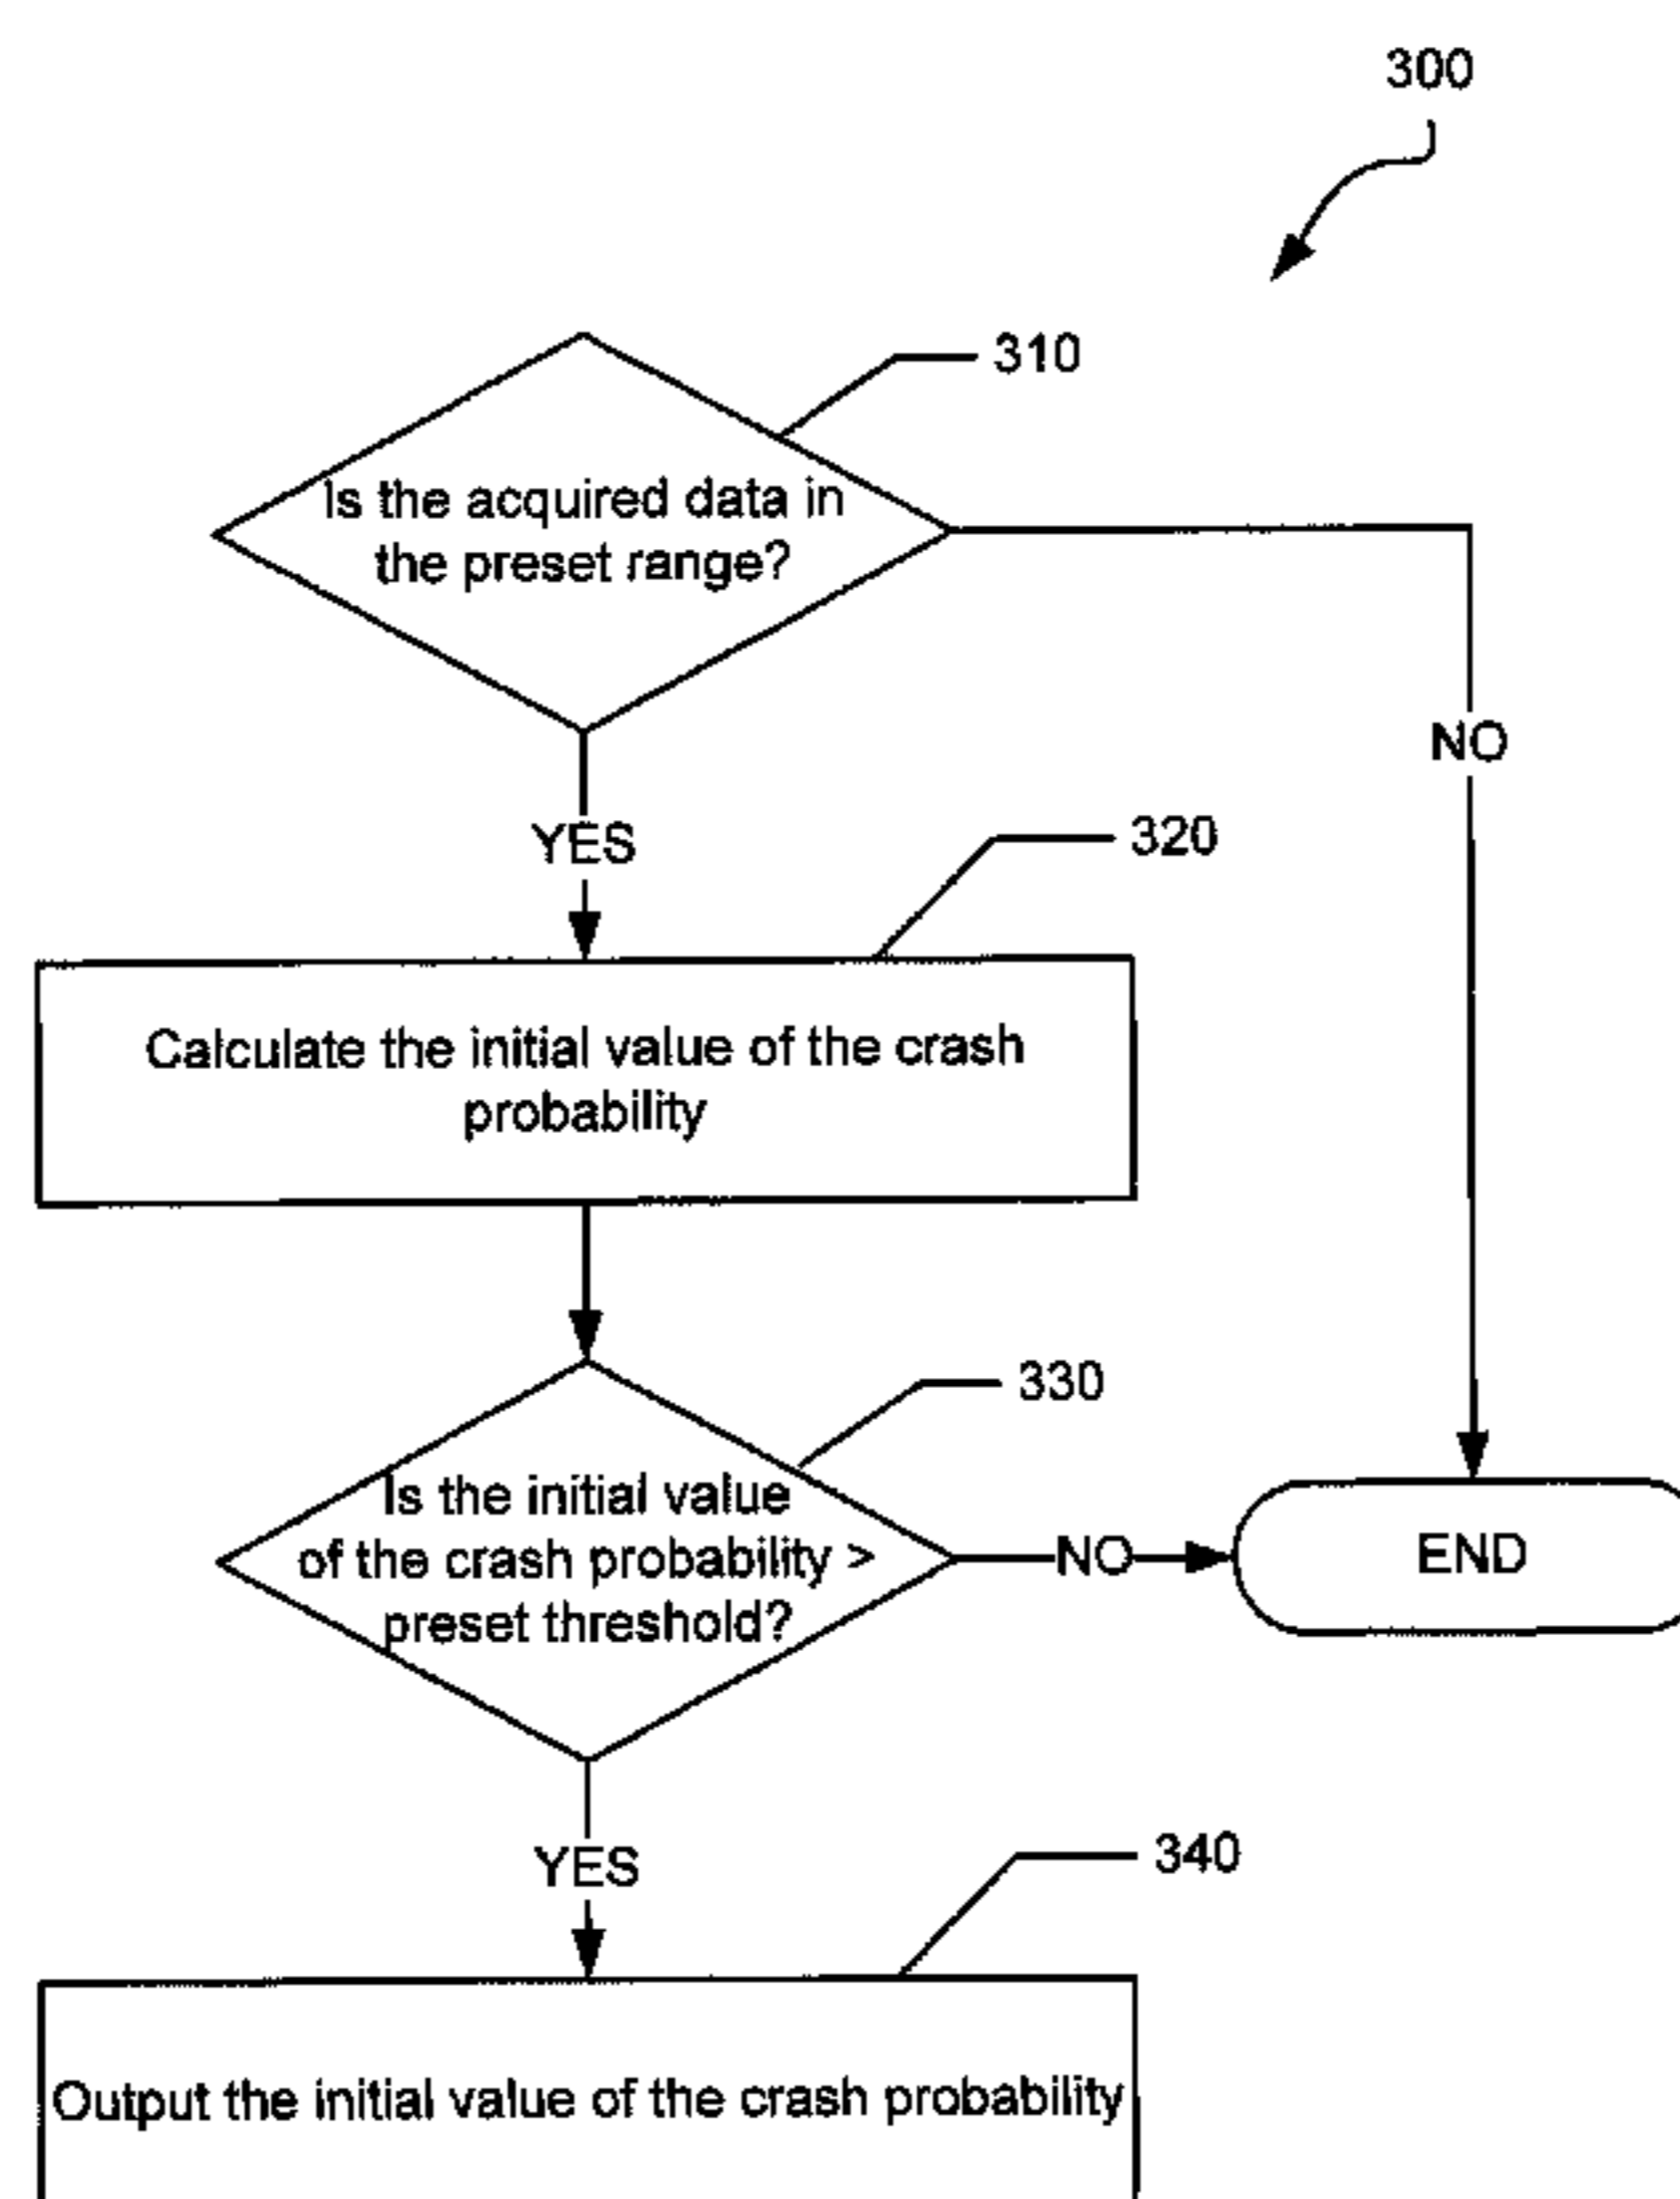 300
310
Is the acquired data in
the preset range?
NO
YES
320
Calculate the initial value of the crash
probability
330
Is the initial value
of the crash probability >
preset threshold?
NO
END
YES
340
Output the initial value of the crash probability